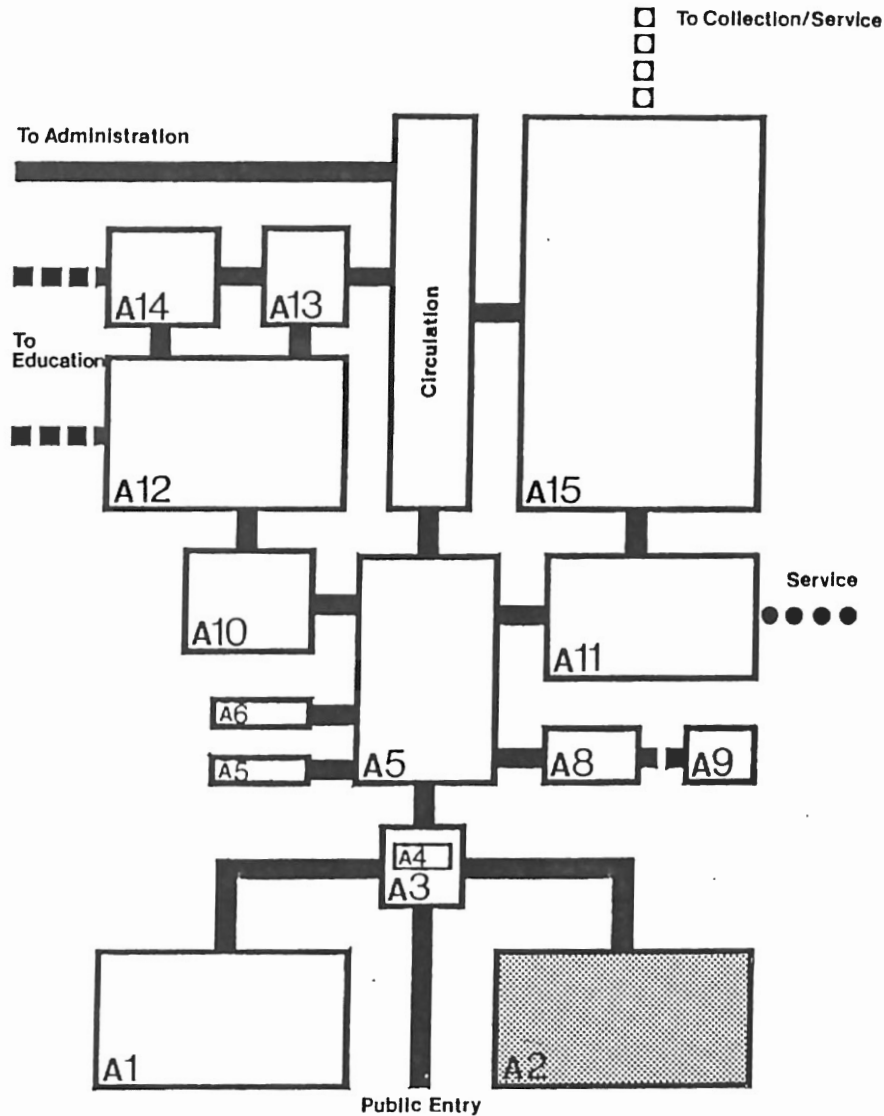 To Collection/Service
To Administration
A14
A13
To
Education
Circulation
A12
A15
A10
Service
A11
A6
A5
A5
A8
A9
A4
A3
A1
A2
Public Entry